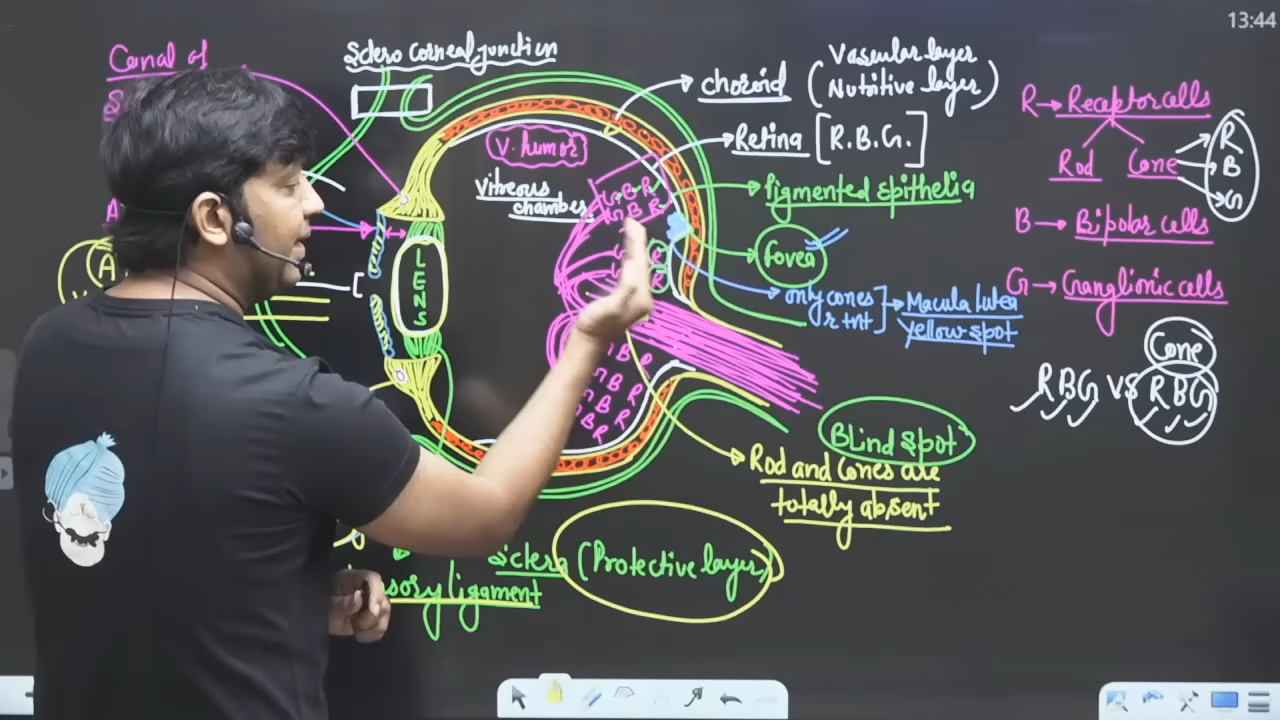 13:44
Canal of
Sclero corneal junction
choroid (Vascular layer
Nutritive layer)
Retina [R.B.G.]
V. humor
Vitreous
chamber
Pigmented epithelia
fovea
only cones
Macula lutea
Yellow spot
LENS
G B R
G B R
R
R
n B R
n B R
G B R
B R
Blind spot
Rod and Cones are
totally absent
Sclera (Protective layer)
sory ligament
A
A
R → Receptor cells
Rod Cone
R
B
G
B → Bipolar cells
G → Ganglionic cells
Cone
RBG VS RBG